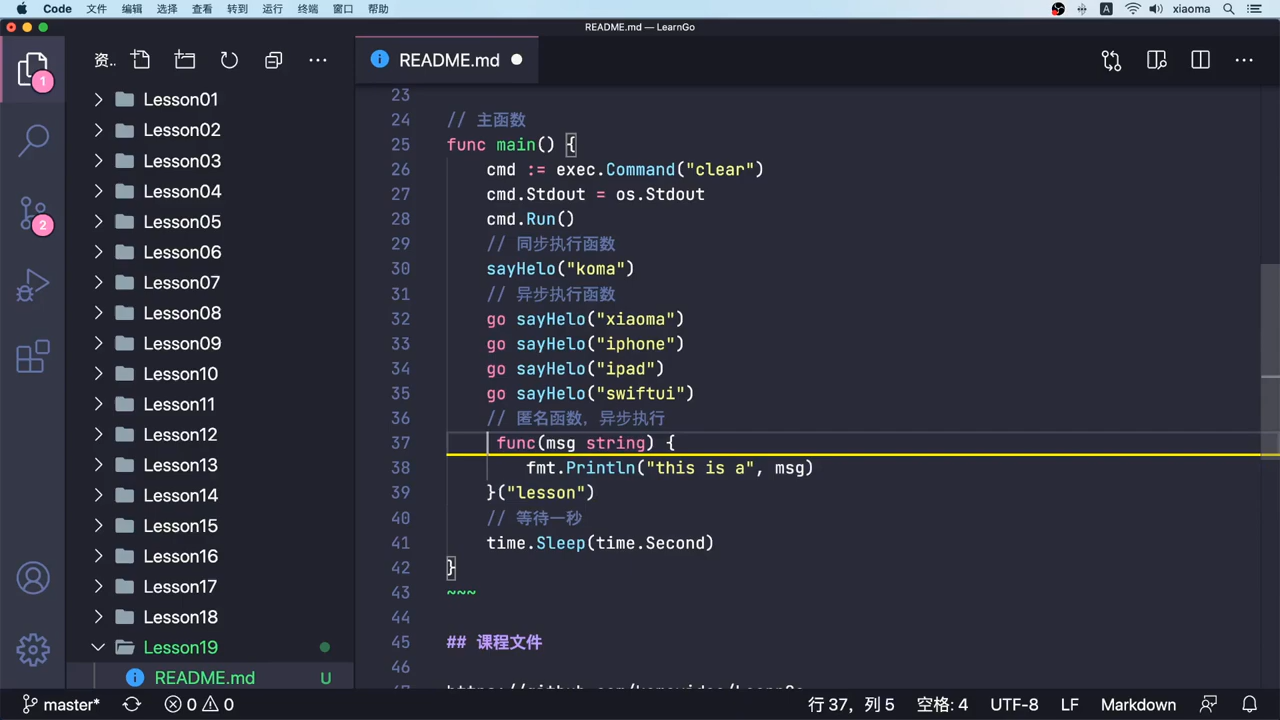 Code 文件 编辑 选择 查看 转到 运行 终端 窗口 帮助 A xiaoma
README.md — LearnGo
资..
README.md
1
2
Lesson01
Lesson02
Lesson03
Lesson04
Lesson05
Lesson06
Lesson07
Lesson08
Lesson09
Lesson10
Lesson11
Lesson12
Lesson13
Lesson14
Lesson15
Lesson16
Lesson17
Lesson18
Lesson19
README.md U
23
24 // 主函数
25 func main() {
26 cmd := exec.Command("clear")
27 cmd.Stdout = os.Stdout
28 cmd.Run()
29 // 同步执行函数
30 sayHelo("koma")
31 // 异步执行函数
32 go sayHelo("xiaoma")
33 go sayHelo("iphone")
34 go sayHelo("ipad")
35 go sayHelo("swiftui")
36 // 匿名函数，异步执行
37 func(msg string) {
38 fmt.Println("this is a", msg)
39 }("lesson")
40 // 等待一秒
41 time.Sleep(time.Second)
42 }
43 ~~~
44
45 ## 课程文件
46
master* 0 0 行 37，列 5 空格: 4 UTF-8 LF Markdown